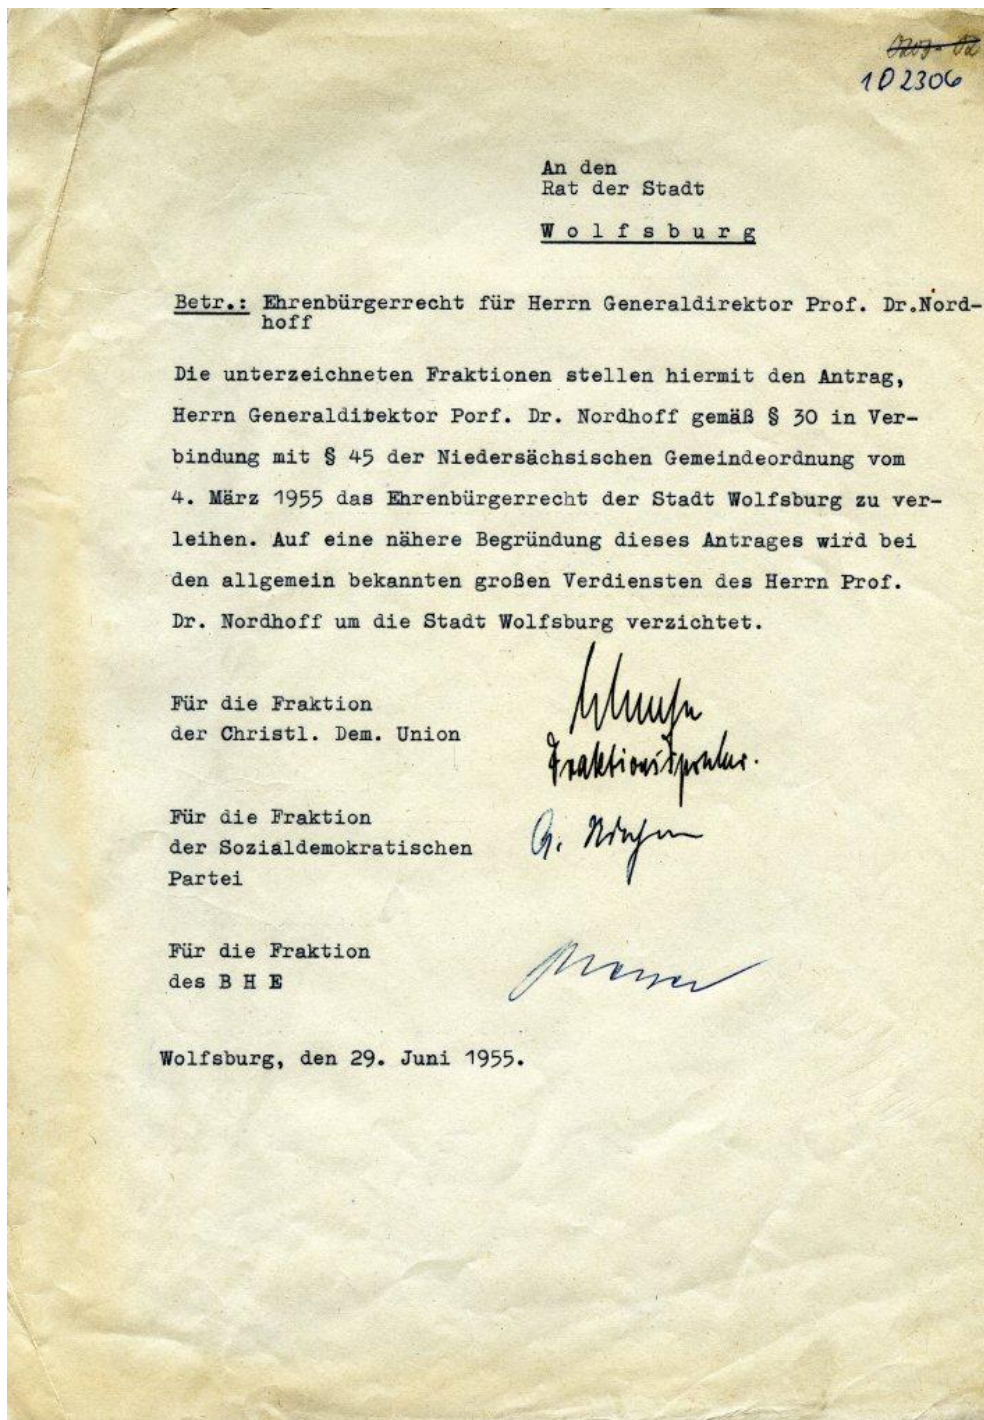 1D2306
An den
Rat der Stadt
Wolfsburg
Betr.: Ehrenbürgerrecht für Herrn Generaldirektor Prof. Dr.Nord-
hoff
Die unterzeichneten Fraktionen stellen hiermit den Antrag,
Herrn Generaldirektor Porf. Dr. Nordhoff gemäß § 30 in Ver-
bindung mit § 45 der Niedersächsischen Gemeindeordnung vom
4. März 1955 das Ehrenbürgerrecht der Stadt Wolfsburg zu ver-
leihen. Auf eine nähere Begründung dieses Antrages wird bei
den allgemein bekannten großen Verdiensten des Herrn Prof.
Dr. Nordhoff um die Stadt Wolfsburg verzichtet.
Für die Fraktion
der Christl. Dem. Union
Für die Fraktion
der Sozialdemokratischen
Partei
G.
Für die Fraktion
des B H E
Wolfsburg, den 29. Juni 1955.